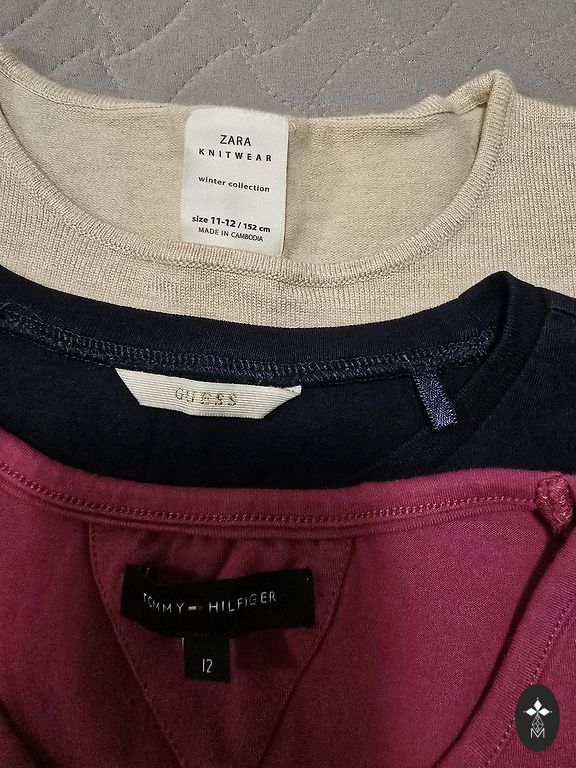 ZARA
KNITWEAR
winter collection
size 11-12 / 152 cm
MADE IN CAMBODIA
GUESS
TOMMY HILFIGER
12
M